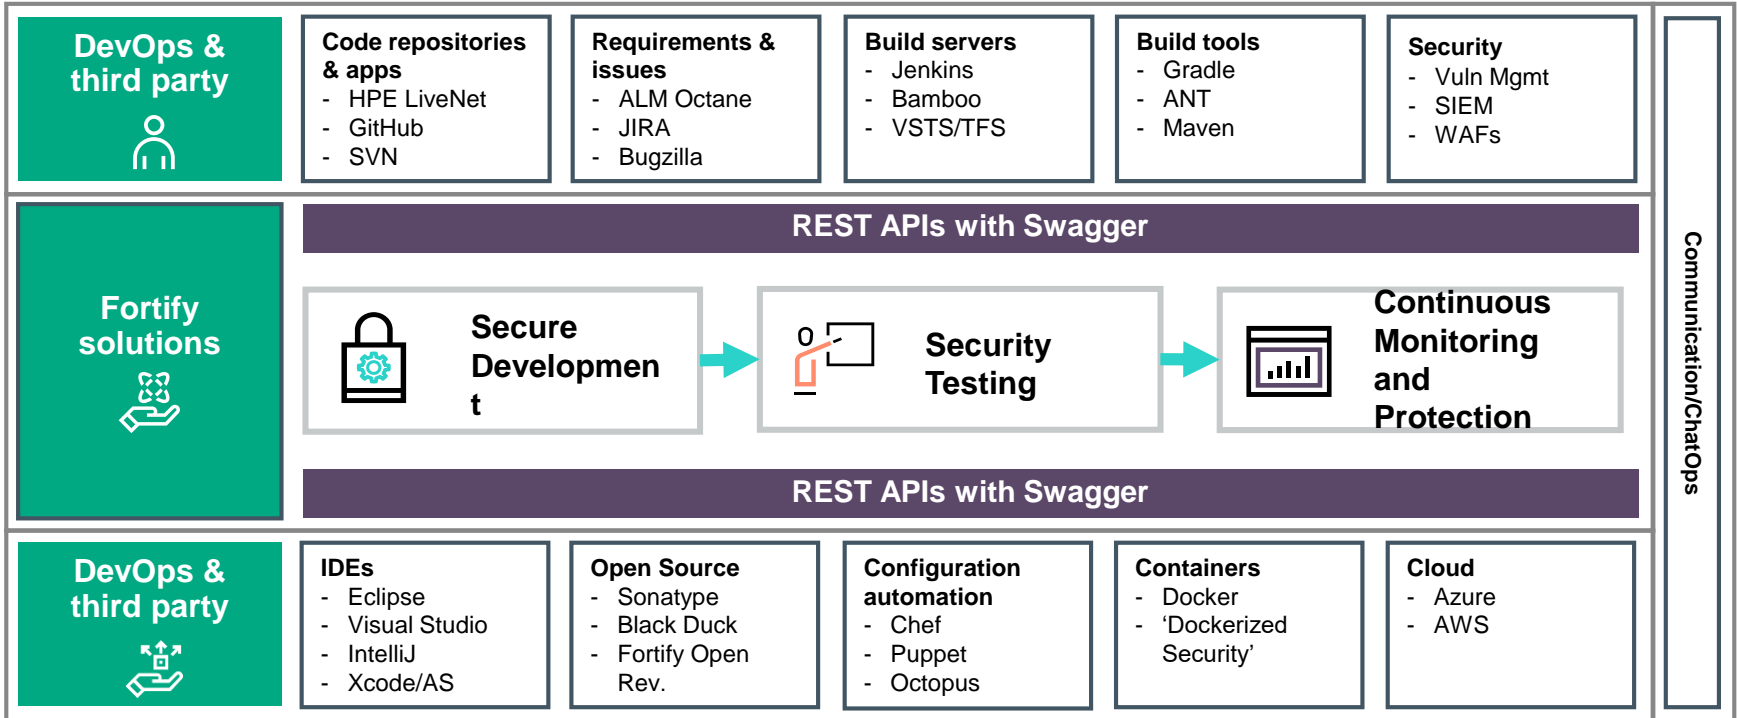 DevOps &
third party
Code repositories
& apps
- HPE LiveNet
- GitHub
- SVN
Requirements &
issues
- ALM Octane
- JIRA
- Bugzilla
Build servers
- Jenkins
- Bamboo
- VSTS/TFS
Build tools
- Gradle
- ANT
- Maven
Security
- Vuln Mgmt
- SIEM
- WAFs
Fortify
solutions
REST APIs with Swagger
Secure
Developmen
t
Security
Testing
Continuous
Monitoring
and
Protection
REST APIs with Swagger
DevOps &
third party
IDEs
- Eclipse
- Visual Studio
- IntelliJ
- Xcode/AS
Open Source
- Sonatype
- Black Duck
- Fortify Open
Rev.
Configuration
automation
- Chef
- Puppet
- Octopus
Containers
- Docker
- ‘Dockerized
Security’
Cloud
- Azure
- AWS
Communication/ChatOps